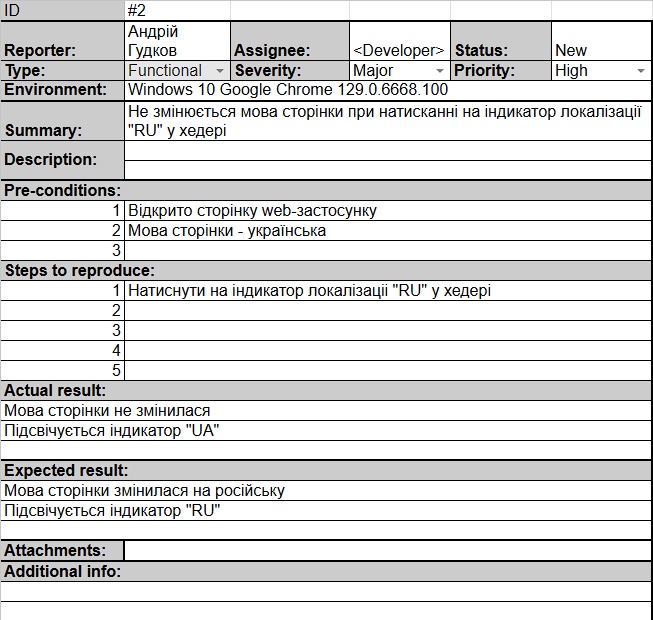 ID #2
Reporter: Андрій Гудков Assignee: <Developer> Status: New
Type: Functional Severity: Major Priority: High
Environment: Windows 10 Google Chrome 129.0.6668.100
Summary: Не змінюється мова сторінки при натисканні на індикатор локалізації
"RU" у хедері
Description:
Pre-conditions:
1 Відкрито сторінку web-застосунку
2 Мова сторінки - українська
3
Steps to reproduce:
1 Натиснути на індикатор локалізації "RU" у хедері
2
3
4
5
Actual result:
Мова сторінки не змінилася
Підсвічується індикатор "UA"
Expected result:
Мова сторінки змінилася на російську
Підсвічується індикатор "RU"
Attachments:
Additional info: